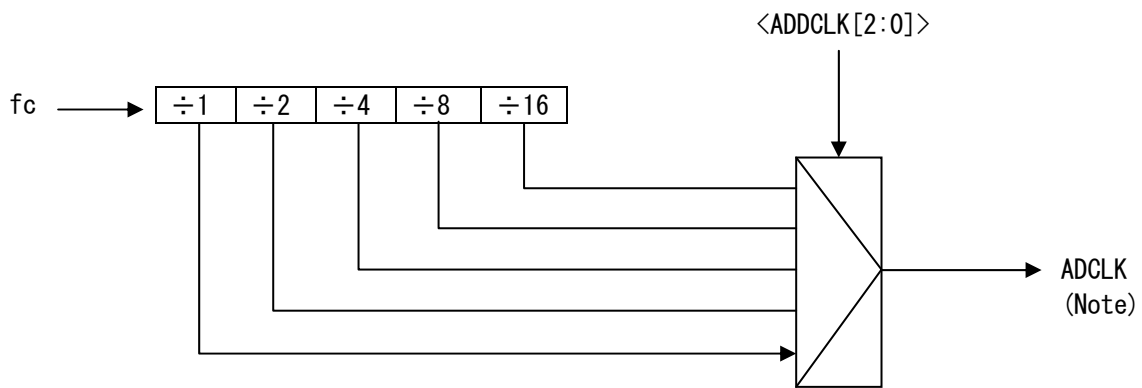 <ADDCLK[2:0]>
fc
÷1 ÷2 ÷4 ÷8 ÷16
ADCLK
(Note)